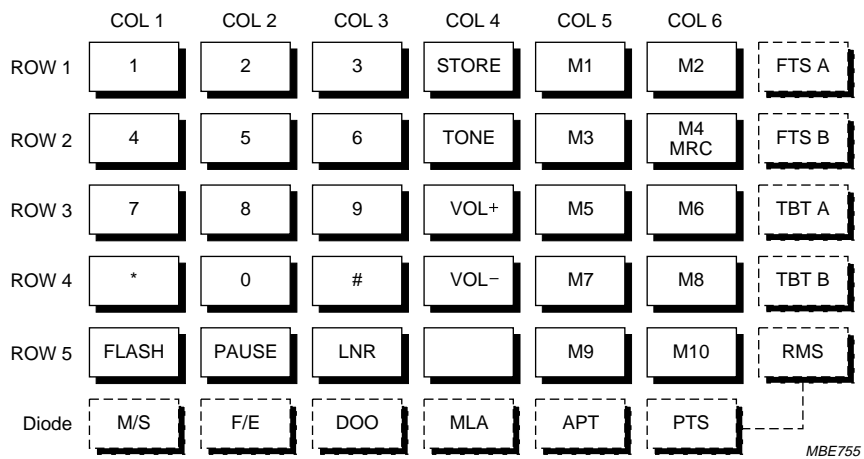 COL 1 COL 2 COL 3 COL 4 COL 5 COL 6
ROW 1 1 2 3 STORE M1 M2 FTS A
ROW 2 4 5 6 TONE M3 M4 MRC FTS B
ROW 3 7 8 9 VOL+ M5 M6 TBT A
ROW 4 * 0 # VOL− M7 M8 TBT B
ROW 5 FLASH PAUSE LNR M9 M10 RMS
Diode M/S F/E DOO MLA APT PTS
MBE755